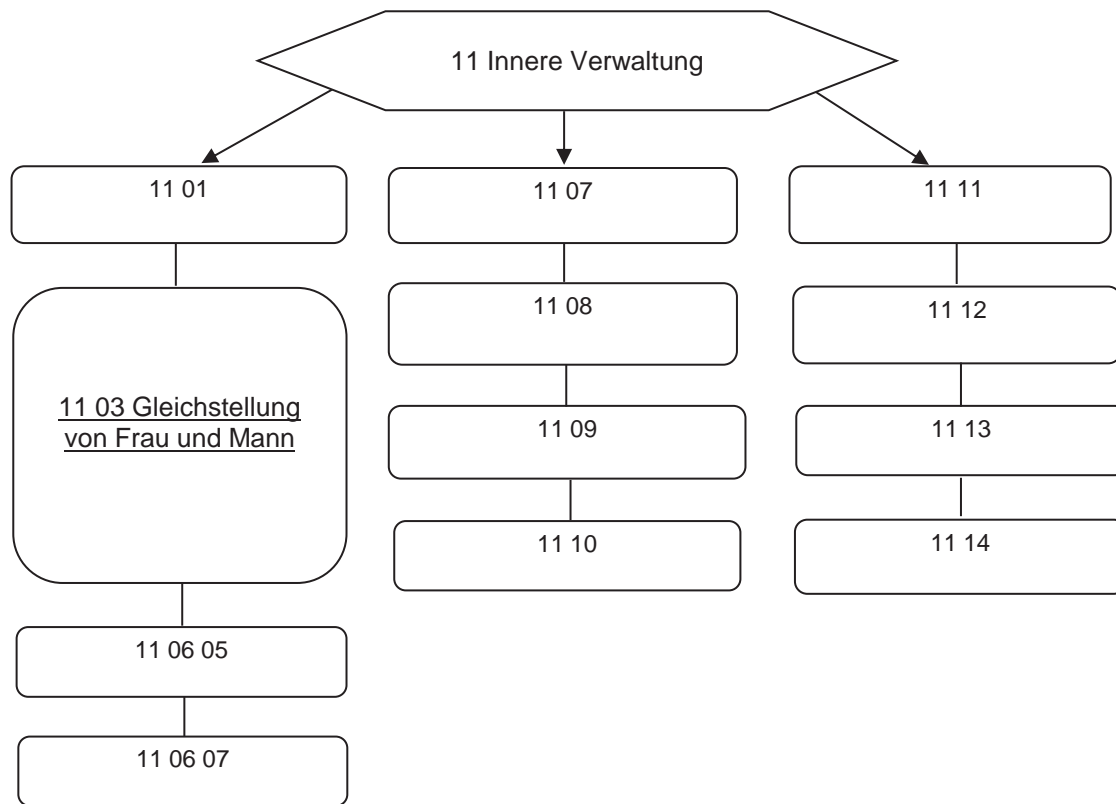 11 Innere Verwaltung
11 01
11 03 Gleichstellung
von Frau und Mann
11 06 05
11 06 07
11 07
11 08
11 09
11 10
11 11
11 12
11 13
11 14